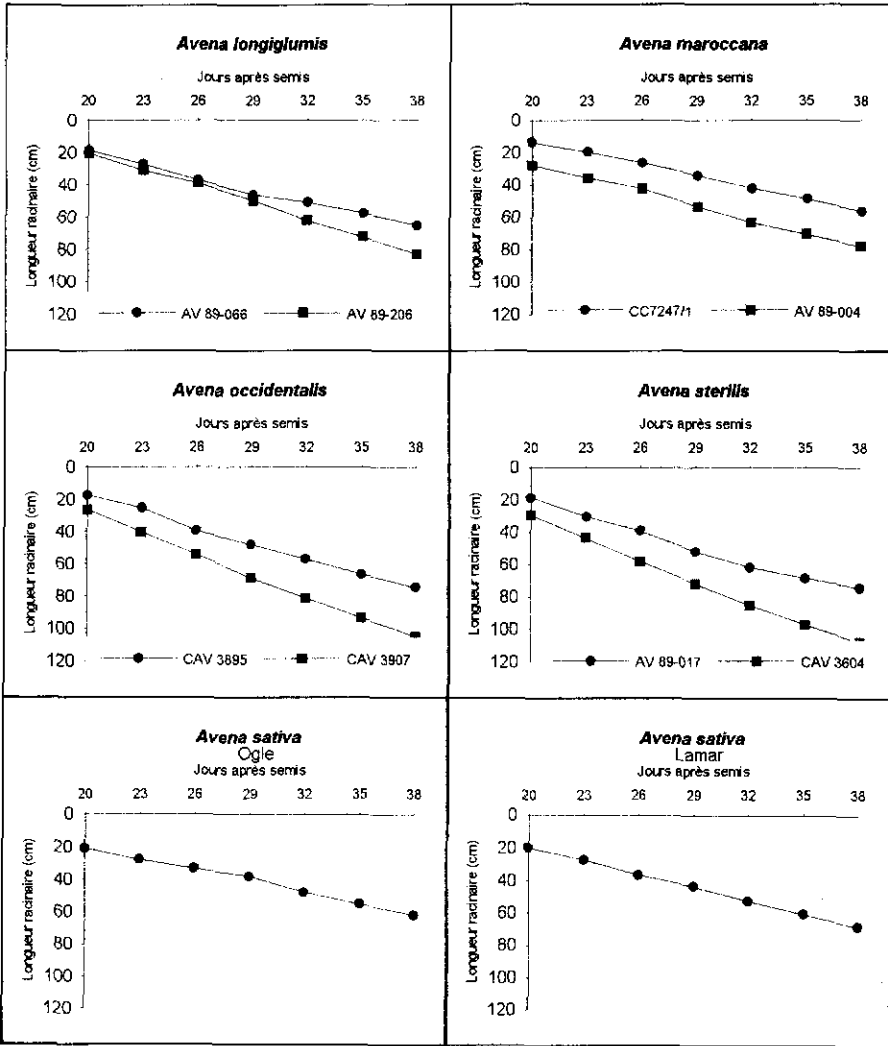 Avena longiglumis
Jours après semis
20 23 26 29 32 35 38
0
20
40
60
80
100
120
Longueur racinaire (cm)
AV 89-066 AV 89-206
Avena maroccana
Jours après semis
20 23 26 29 32 35 38
0
20
40
60
80
100
120
Longueur racinaire (cm)
CC7247/1 AV 89-004
Avena occidentalis
Jours après semis
20 23 26 29 32 35 38
0
20
40
60
80
100
120
Longueur racinaire (cm)
CAV 3895 CAV 3907
Avena sterilis
Jours après semis
20 23 26 29 32 35 38
0
20
40
60
80
100
120
Longueur racinaire (cm)
AV 89-017 CAV 3604
Avena sativa
Ogle
Jours après semis
20 23 26 29 32 35 38
0
20
40
60
80
100
120
Longueur racinaire (cm)
Avena sativa
Lamar
Jours après semis
20 23 26 29 32 35 38
0
20
40
60
80
100
120
Longueur racinaire (cm)